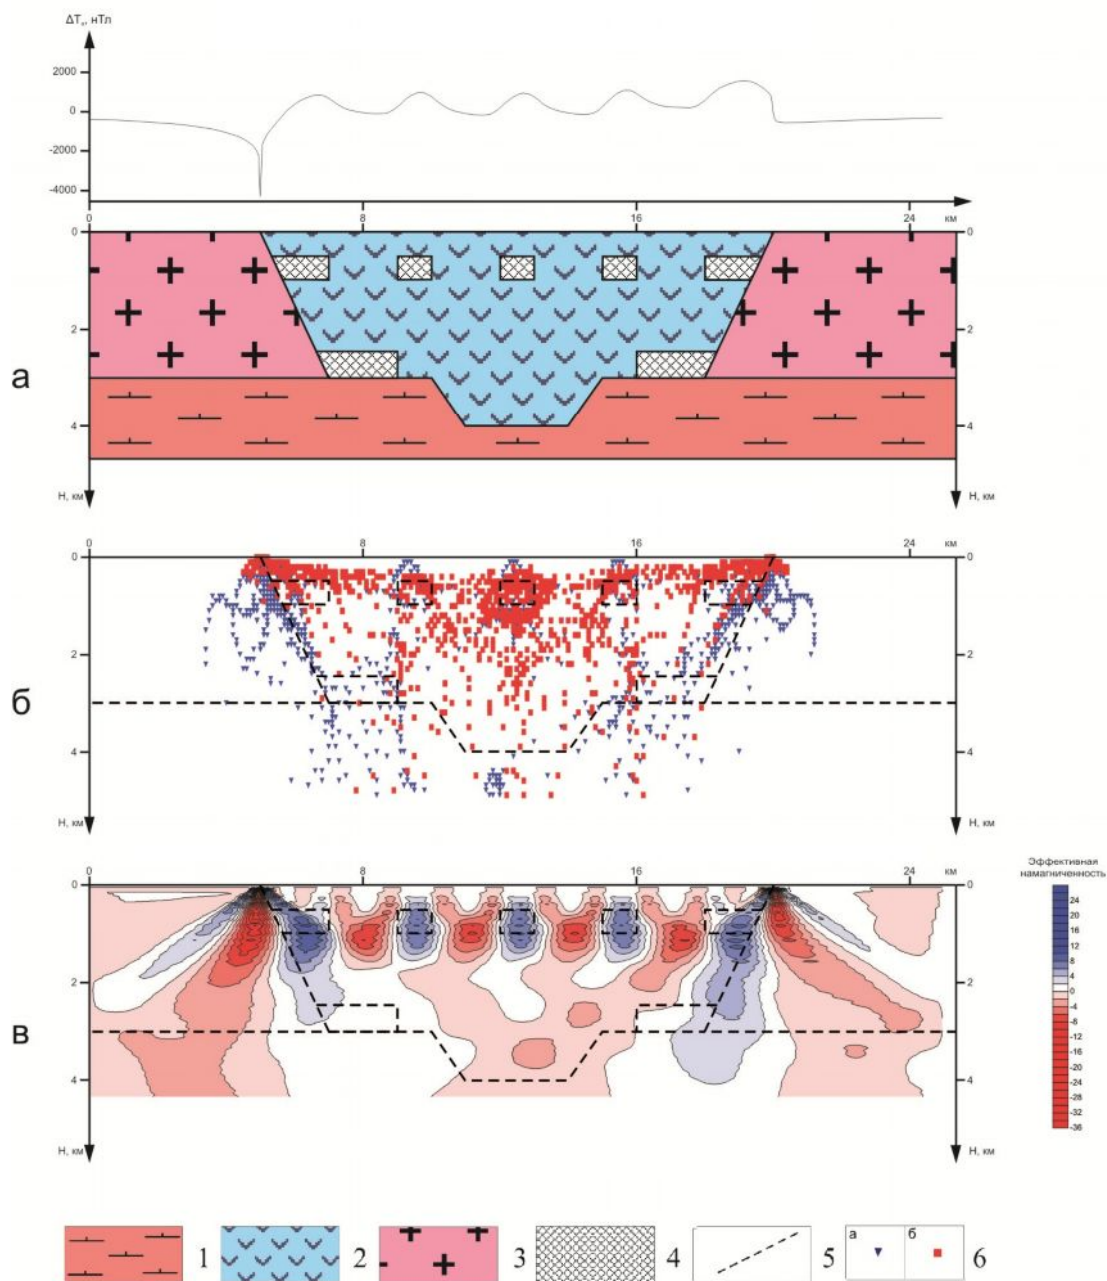 ΔTₐ, нТл
2000
0
-2000
-4000
0 8 16 24 км
0 0
2 2
4 4
а
Н, км Н, км
0 8 16 24 км
0 0
2 2
4 4
б
Н, км Н, км
0 8 16 24 км
0 0
2 2
4 4
в
Н, км Н, км
Эффективная
намагниченность
24
20
16
12
8
4
0
-4
-8
-12
-16
-20
-24
-28
-32
-36
1 2 3 4 5 а б 6